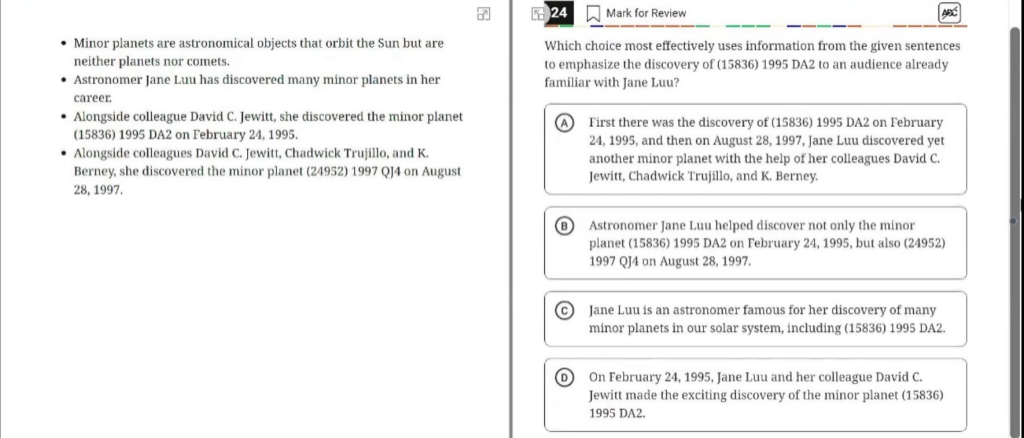 • Minor planets are astronomical objects that orbit the Sun but are
neither planets nor comets.
• Astronomer Jane Luu has discovered many minor planets in her
career.
• Alongside colleague David C. Jewitt, she discovered the minor planet
(15836) 1995 DA2 on February 24, 1995.
• Alongside colleagues David C. Jewitt, Chadwick Trujillo, and K.
Berney, she discovered the minor planet (24952) 1997 QJ4 on August
28, 1997.
24
Mark for Review
ABC
Which choice most effectively uses information from the given sentences
to emphasize the discovery of (15836) 1995 DA2 to an audience already
familiar with Jane Luu?
A
First there was the discovery of (15836) 1995 DA2 on February
24, 1995, and then on August 28, 1997, Jane Luu discovered yet
another minor planet with the help of her colleagues David C.
Jewitt, Chadwick Trujillo, and K. Berney.
B
Astronomer Jane Luu helped discover not only the minor
planet (15836) 1995 DA2 on February 24, 1995, but also (24952)
1997 QJ4 on August 28, 1997.
C
Jane Luu is an astronomer famous for her discovery of many
minor planets in our solar system, including (15836) 1995 DA2.
D
On February 24, 1995, Jane Luu and her colleague David C.
Jewitt made the exciting discovery of the minor planet (15836)
1995 DA2.